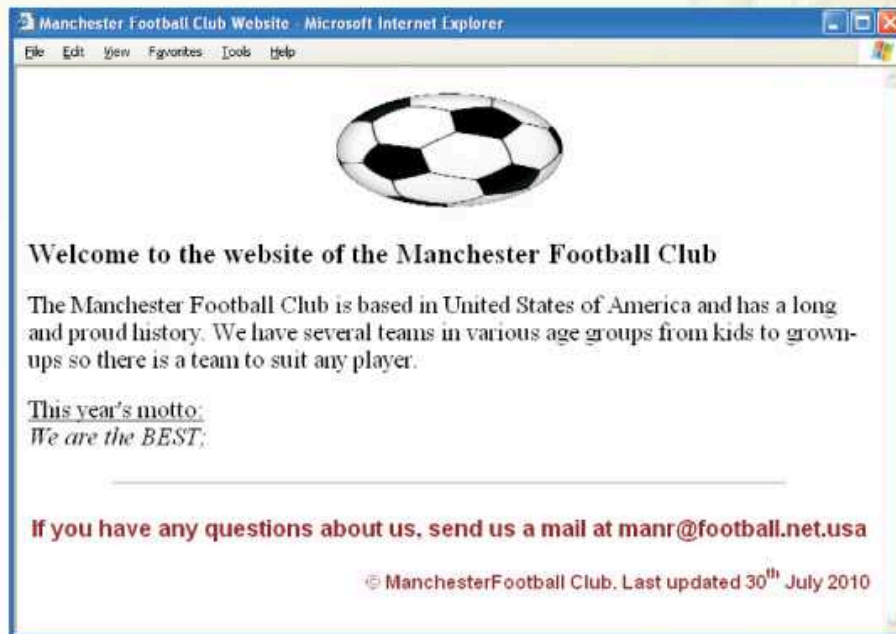 Manchester Football Club Website - Microsoft Internet Explorer
File Edit View Favorites Tools Help
Welcome to the website of the Manchester Football Club
The Manchester Football Club is based in United States of America and has a long
and proud history. We have several teams in various age groups from kids to grown-
ups so there is a team to suit any player.
This year's motto:
We are the BEST;
If you have any questions about us, send us a mail at manr@football.net.usa
© ManchesterFootball Club. Last updated 30th July 2010